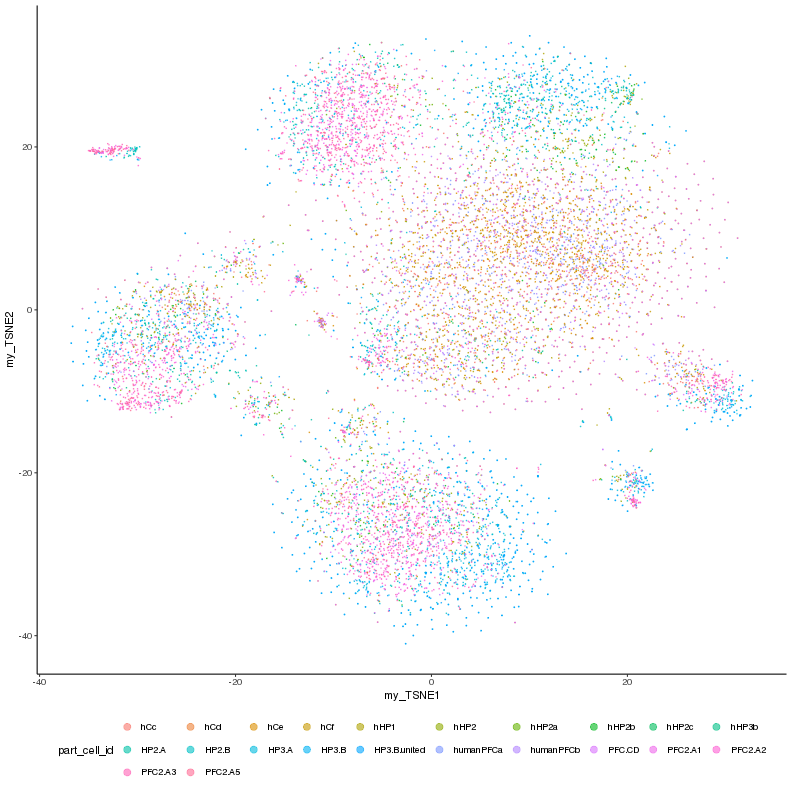 20
0
-20
-40
my_TSNE2
-40 -20 0 20
my_TSNE1
part_cell_id
hCc hCd hCe hCf hHP1 hHP2 hHP2a hHP2b hHP2c hHP3b
HP2.A HP2.B HP3.A HP3.B HP3.B.united humanPFCa humanPFCb PFC.CD PFC2.A1 PFC2.A2
PFC2.A3 PFC2.A5